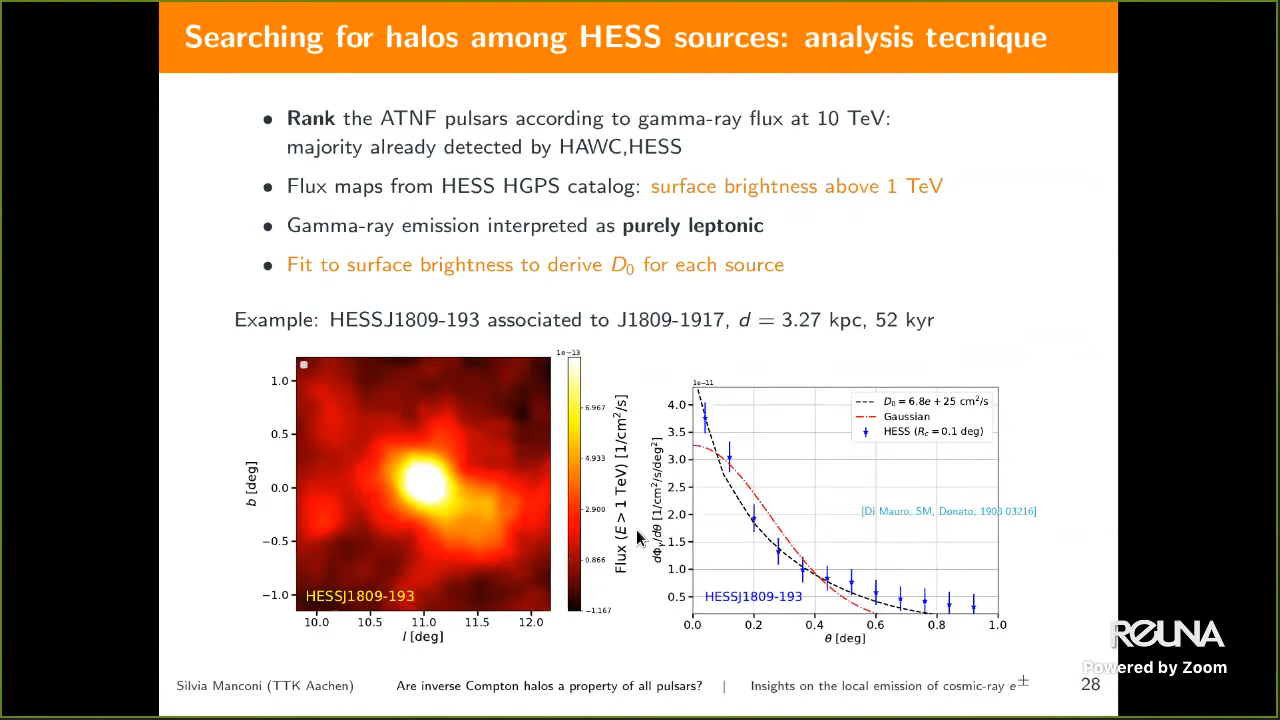 Searching for halos among HESS sources: analysis tecnique
• Rank the ATNF pulsars according to gamma-ray flux at 10 TeV:
majority already detected by HAWC,HESS
• Flux maps from HESS HGPS catalog: surface brightness above 1 TeV
• Gamma-ray emission interpreted as purely leptonic
• Fit to surface brightness to derive D₀ for each source
Example: HESSJ1809-193 associated to J1809-1917, d = 3.27 kpc, 52 kyr
1e−13
1.0
0.5
0.0
−0.5
−1.0
b [deg]
HESSJ1809-193
10.0 10.5 11.0 11.5 12.0
l [deg]
6.967
4.933
2.900
0.866
−1.167
Flux (E > 1 TeV) [1/cm²/s]
1e−11
4.0
3.5
3.0
2.5
2.0
1.5
1.0
0.5
dΦγ/dθ [1/cm²/s/deg²]
D₀ = 6.8e + 25 cm²/s
Gaussian
HESS (R_c = 0.1 deg)
[Di Mauro, SM, Donato, 1908.03216]
HESSJ1809-193
0.0 0.2 0.4 0.6 0.8 1.0
θ [deg]
REUNA
Powered by Zoom
Silvia Manconi (TTK Aachen) Are inverse Compton halos a property of all pulsars? | Insights on the local emission of cosmic-ray e± 28